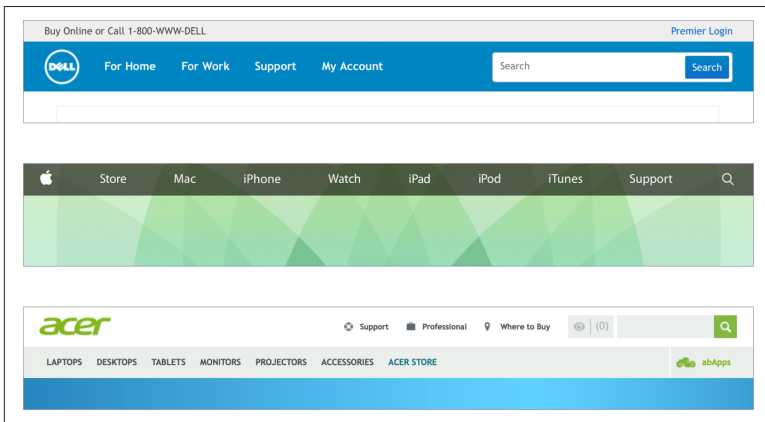 Buy Online or Call 1-800-WWW-DELL Premier Login
DELL For Home For Work Support My Account Search Search
Store Mac iPhone Watch iPad iPod iTunes Support
acer Support Professional Where to Buy (0)
LAPTOPS DESKTOPS TABLETS MONITORS PROJECTORS ACCESSORIES ACER STORE abApps